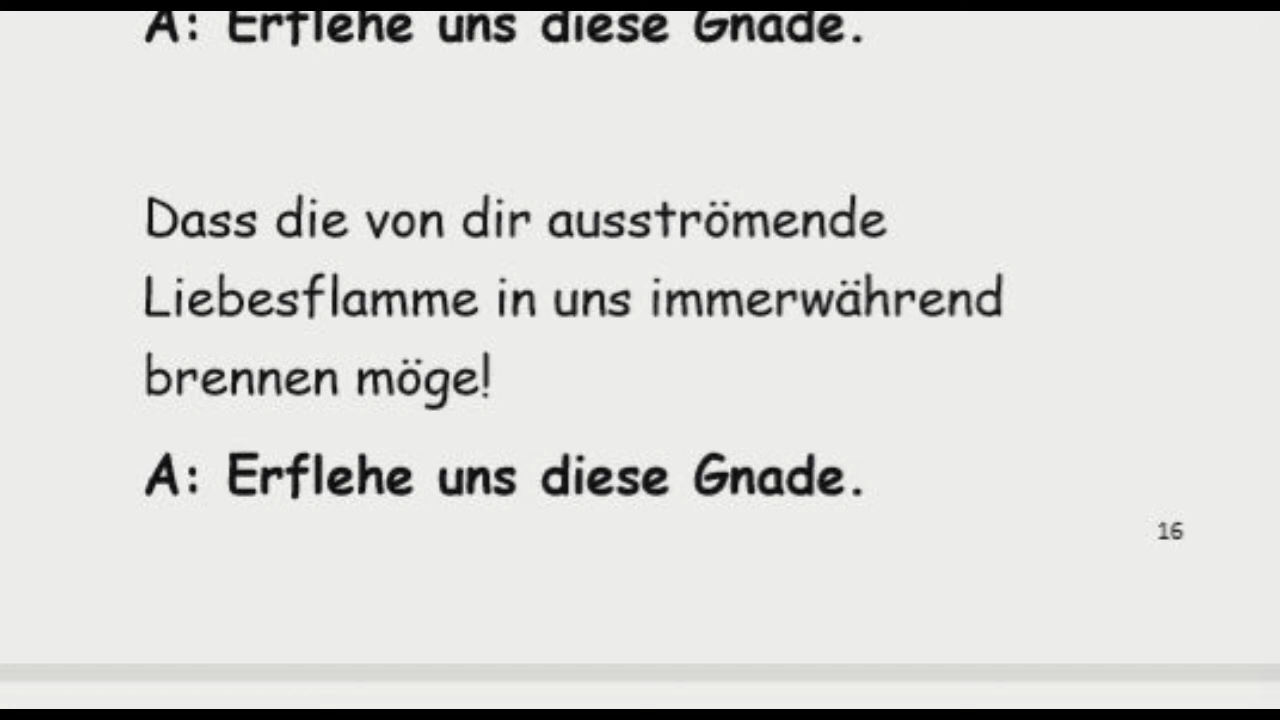 A: Erflehe uns diese Gnade.
Dass die von dir ausströmende
Liebesflamme in uns immerwährend
brennen möge!
A: Erflehe uns diese Gnade.
16